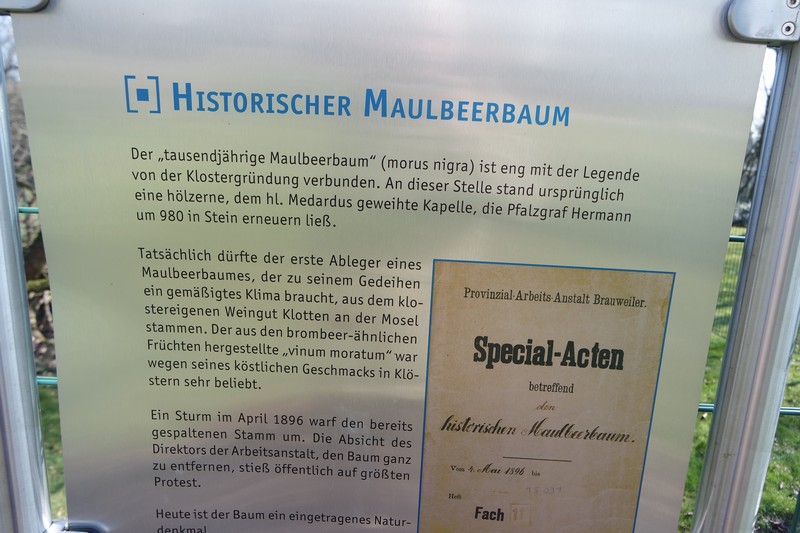 Historischer Maulbeerbaum
Der „tausendjährige Maulbeerbaum“ (morus nigra) ist eng mit der Legende
von der Klostergründung verbunden. An dieser Stelle stand ursprünglich
eine hölzerne, dem hl. Medardus geweihte Kapelle, die Pfalzgraf Hermann
um 980 in Stein erneuern ließ.
Tatsächlich dürfte der erste Ableger eines
Maulbeerbaumes, der zu seinem Gedeihen
ein gemäßigtes Klima braucht, aus dem klo-
stereigenen Weingut Klotten an der Mosel
stammen. Der aus den brombeer-ähnlichen
Früchten hergestellte „vinum moratum“ war
wegen seines köstlichen Geschmacks in Klö-
stern sehr beliebt.
Ein Sturm im April 1896 warf den bereits
gespaltenen Stamm um. Die Absicht des
Direktors der Arbeitsanstalt, den Baum ganz
zu entfernen, stieß öffentlich auf größten
Protest.
Heute ist der Baum ein eingetragenes Natur-
denkmal
Provinzial-Arbeits-Anstalt Brauweiler.
Special-Acten
betreffend
den
historischen Maulbeerbaum.
Vom 4. Mai 1896 bis
Heft
Fach 11